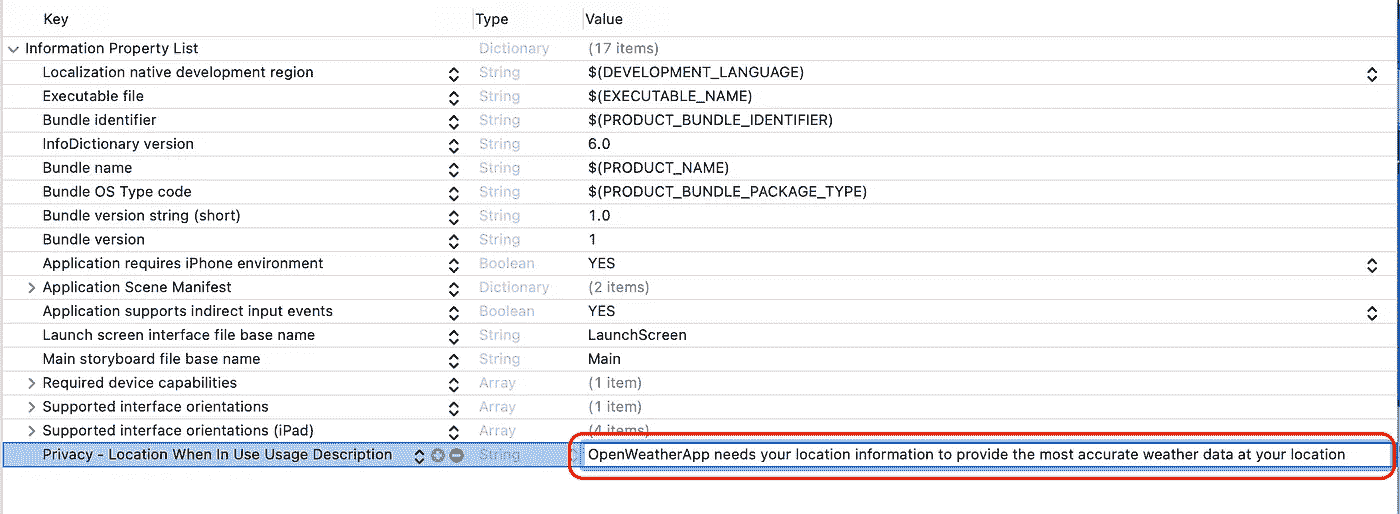 Key Type Value
Information Property List Dictionary (17 items)
Localization native development region String $(DEVELOPMENT_LANGUAGE)
Executable file String $(EXECUTABLE_NAME)
Bundle identifier String $(PRODUCT_BUNDLE_IDENTIFIER)
InfoDictionary version String 6.0
Bundle name String $(PRODUCT_NAME)
Bundle OS Type code String $(PRODUCT_BUNDLE_PACKAGE_TYPE)
Bundle version string (short) String 1.0
Bundle version String 1
Application requires iPhone environment Boolean YES
Application Scene Manifest Dictionary (2 items)
Application supports indirect input events Boolean YES
Launch screen interface file base name String LaunchScreen
Main storyboard file base name String Main
Required device capabilities Array (1 item)
Supported interface orientations Array (1 item)
Supported interface orientations (iPad) Array (4 items)
Privacy - Location When In Use Usage Description String OpenWeatherApp needs your location information to provide the most accurate weather data at your location